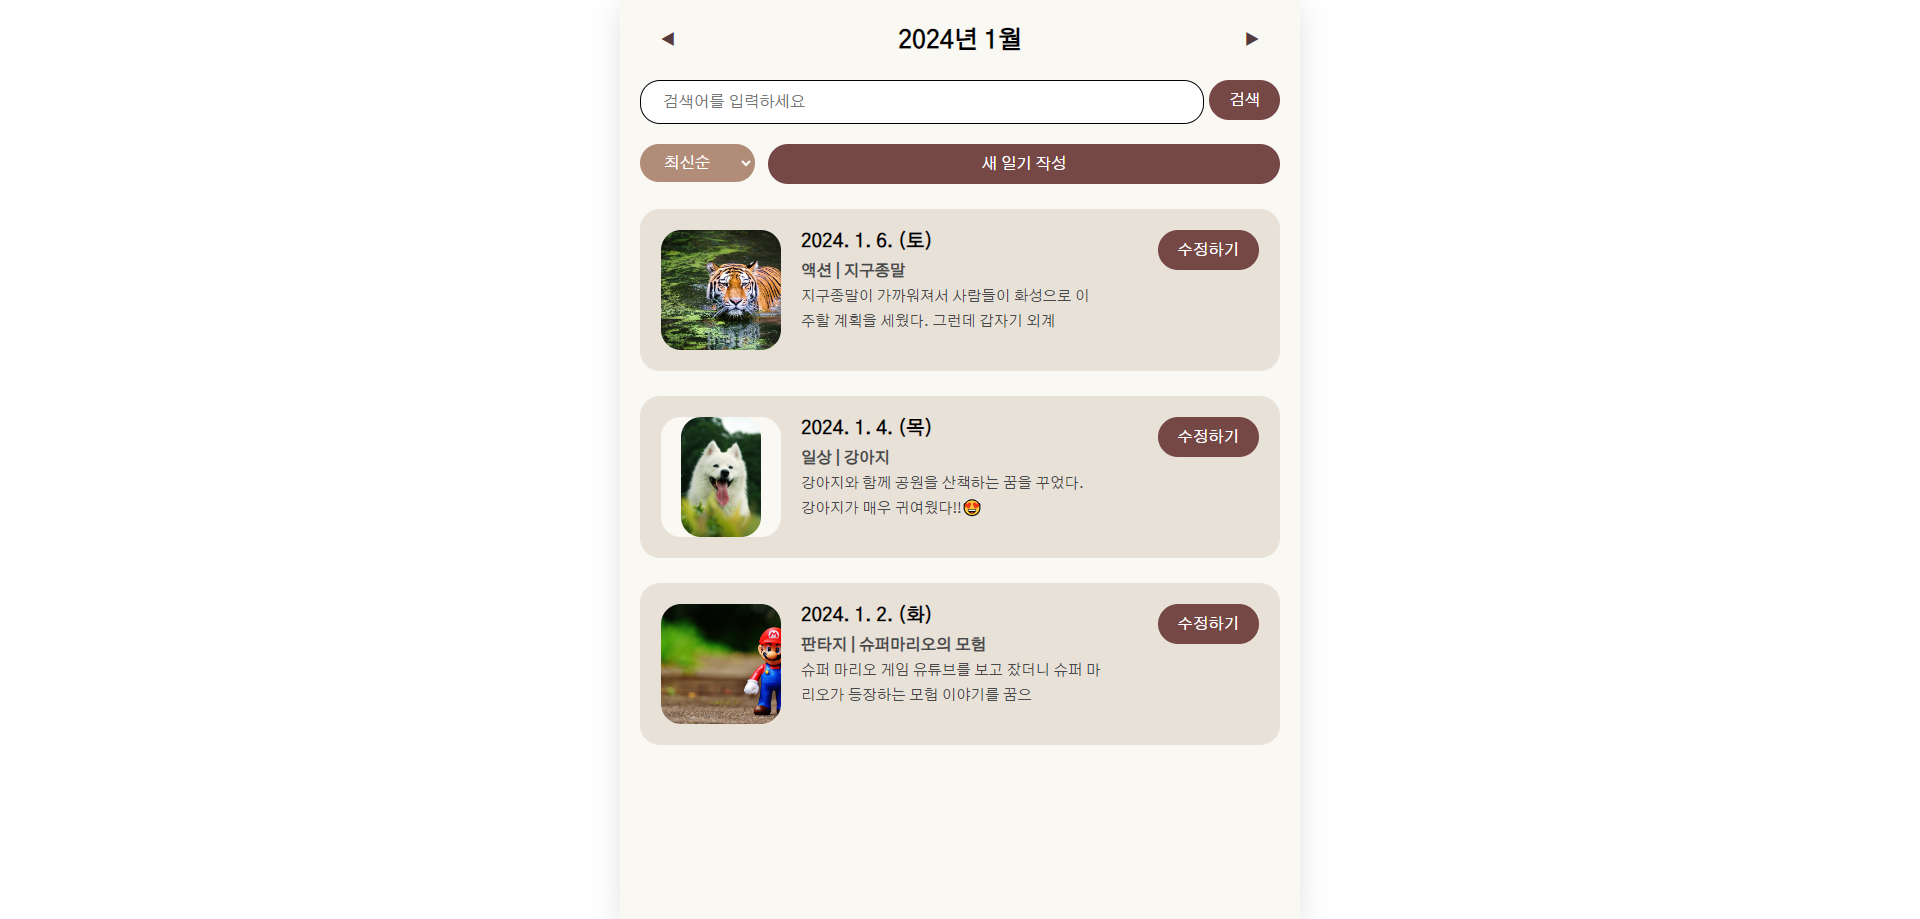 ◀ 2024년 1월 ▶
검색어를 입력하세요 검색
최신순 새 일기 작성
2024. 1. 6. (토) 수정하기
액션 | 지구종말
지구종말이 가까워져서 사람들이 화성으로 이
주할 계획을 세웠다. 그런데 갑자기 외계
2024. 1. 4. (목) 수정하기
일상 | 강아지
강아지와 함께 공원을 산책하는 꿈을 꾸었다.
강아지가 매우 귀여웠다!!😍
2024. 1. 2. (화) 수정하기
판타지 | 슈퍼마리오의 모험
슈퍼 마리오 게임 유튜브를 보고 잤더니 슈퍼 마
리오가 등장하는 모험 이야기를 꿈으